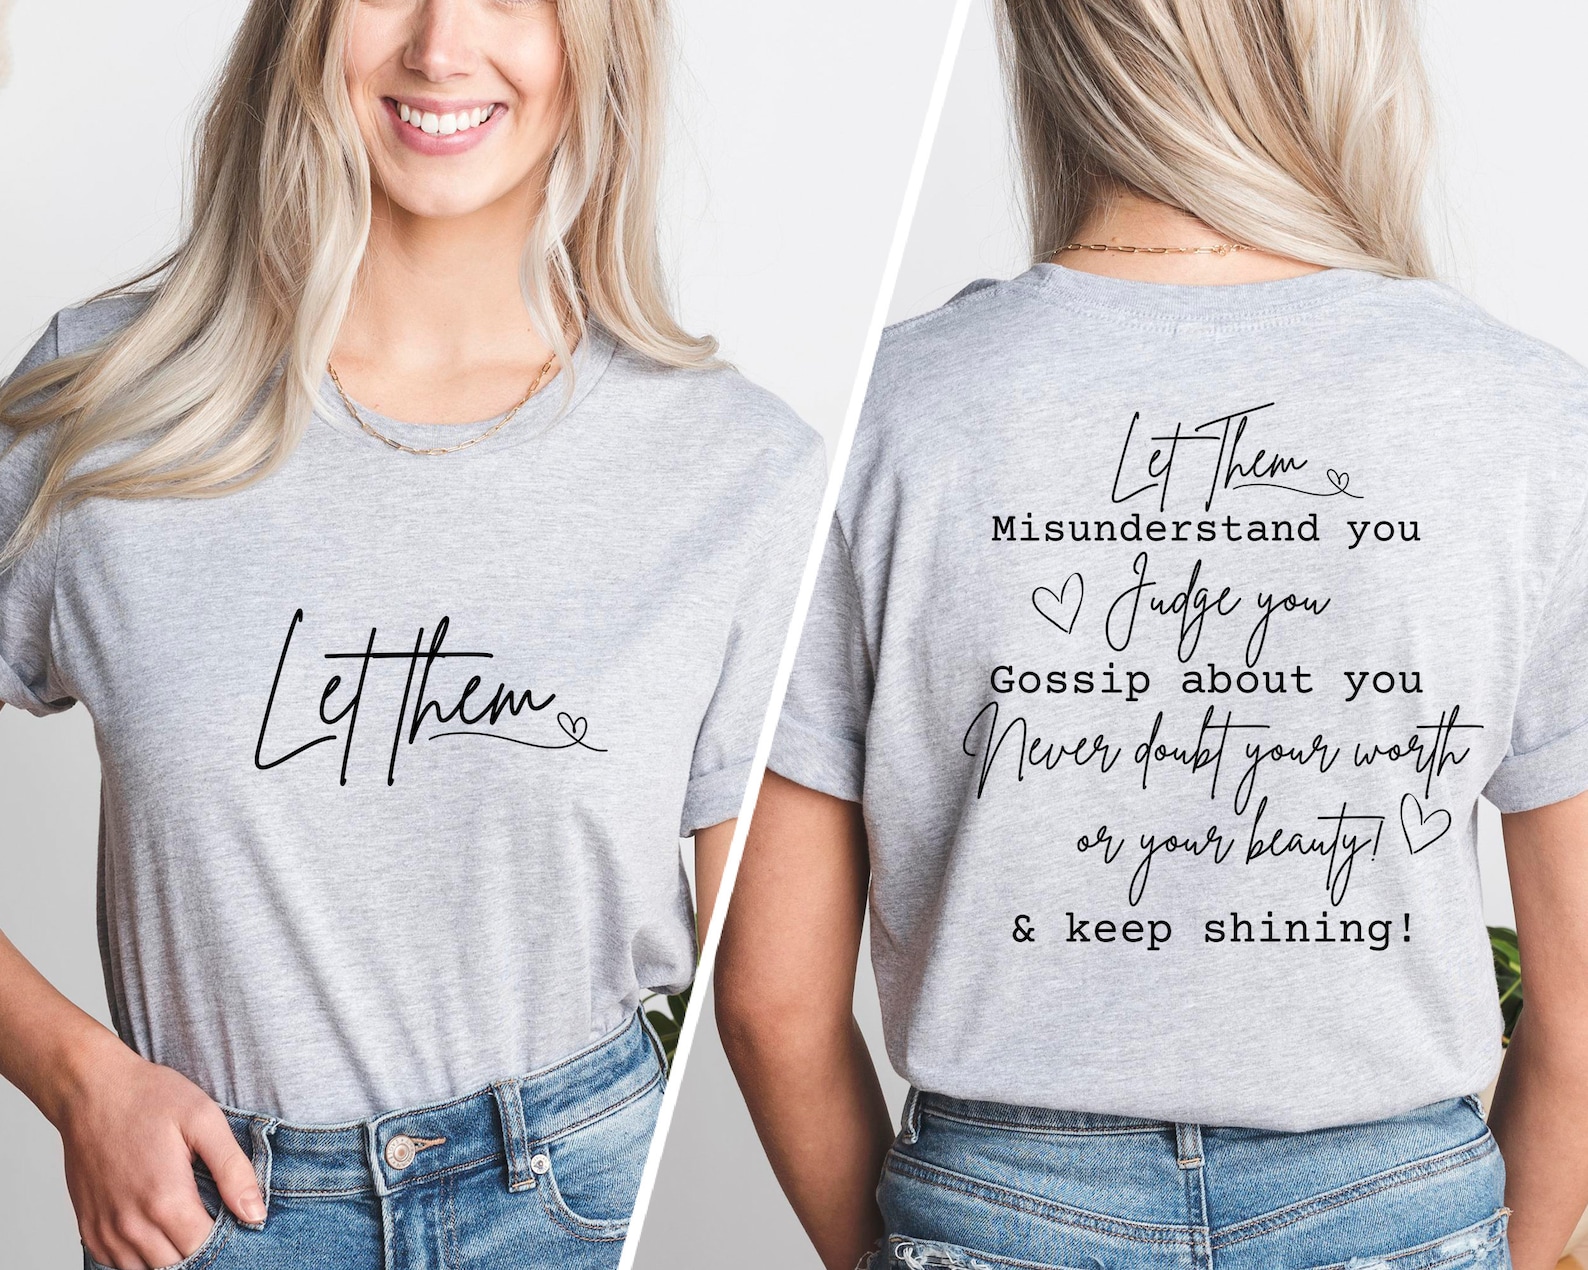 Let Them
Let Them
Misunderstand you
Judge you
Gossip about you
Never doubt your worth
or your beauty!
& keep shining!